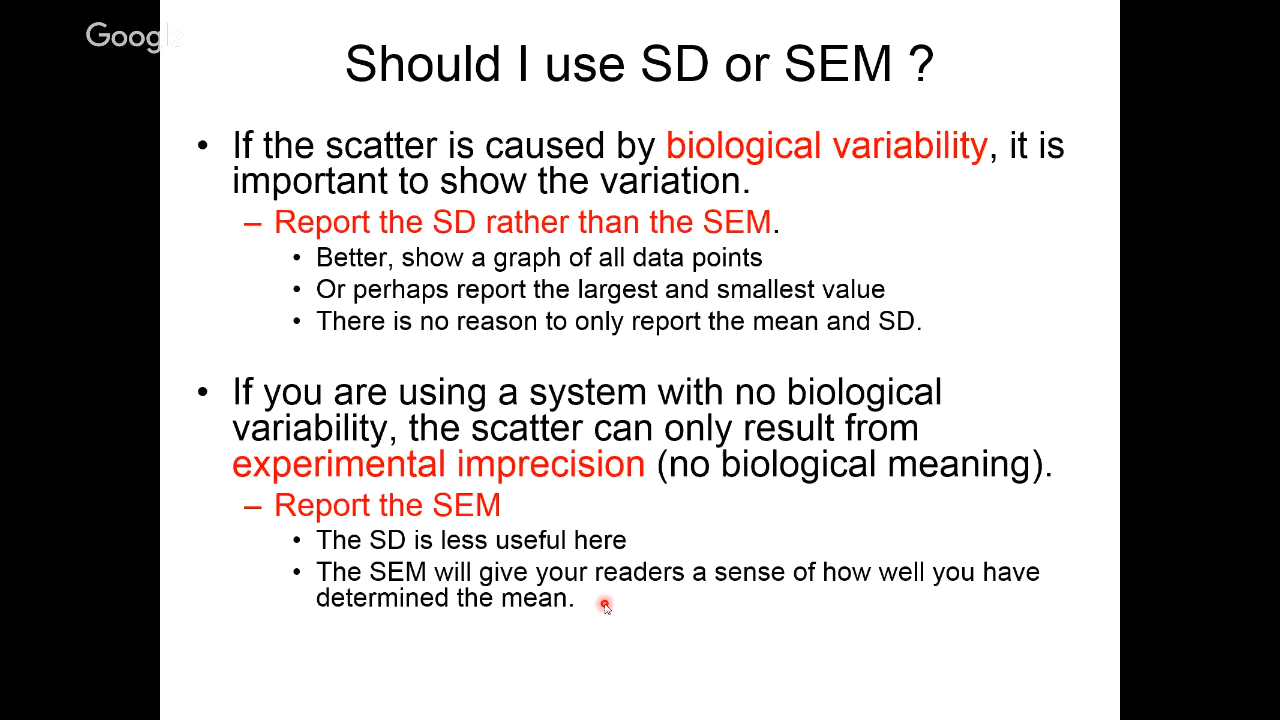 Google
Should I use SD or SEM ?
• If the scatter is caused by biological variability, it is
important to show the variation.
– Report the SD rather than the SEM.
• Better, show a graph of all data points
• Or perhaps report the largest and smallest value
• There is no reason to only report the mean and SD.
• If you are using a system with no biological
variability, the scatter can only result from
experimental imprecision (no biological meaning).
– Report the SEM
• The SD is less useful here
• The SEM will give your readers a sense of how well you have
determined the mean.